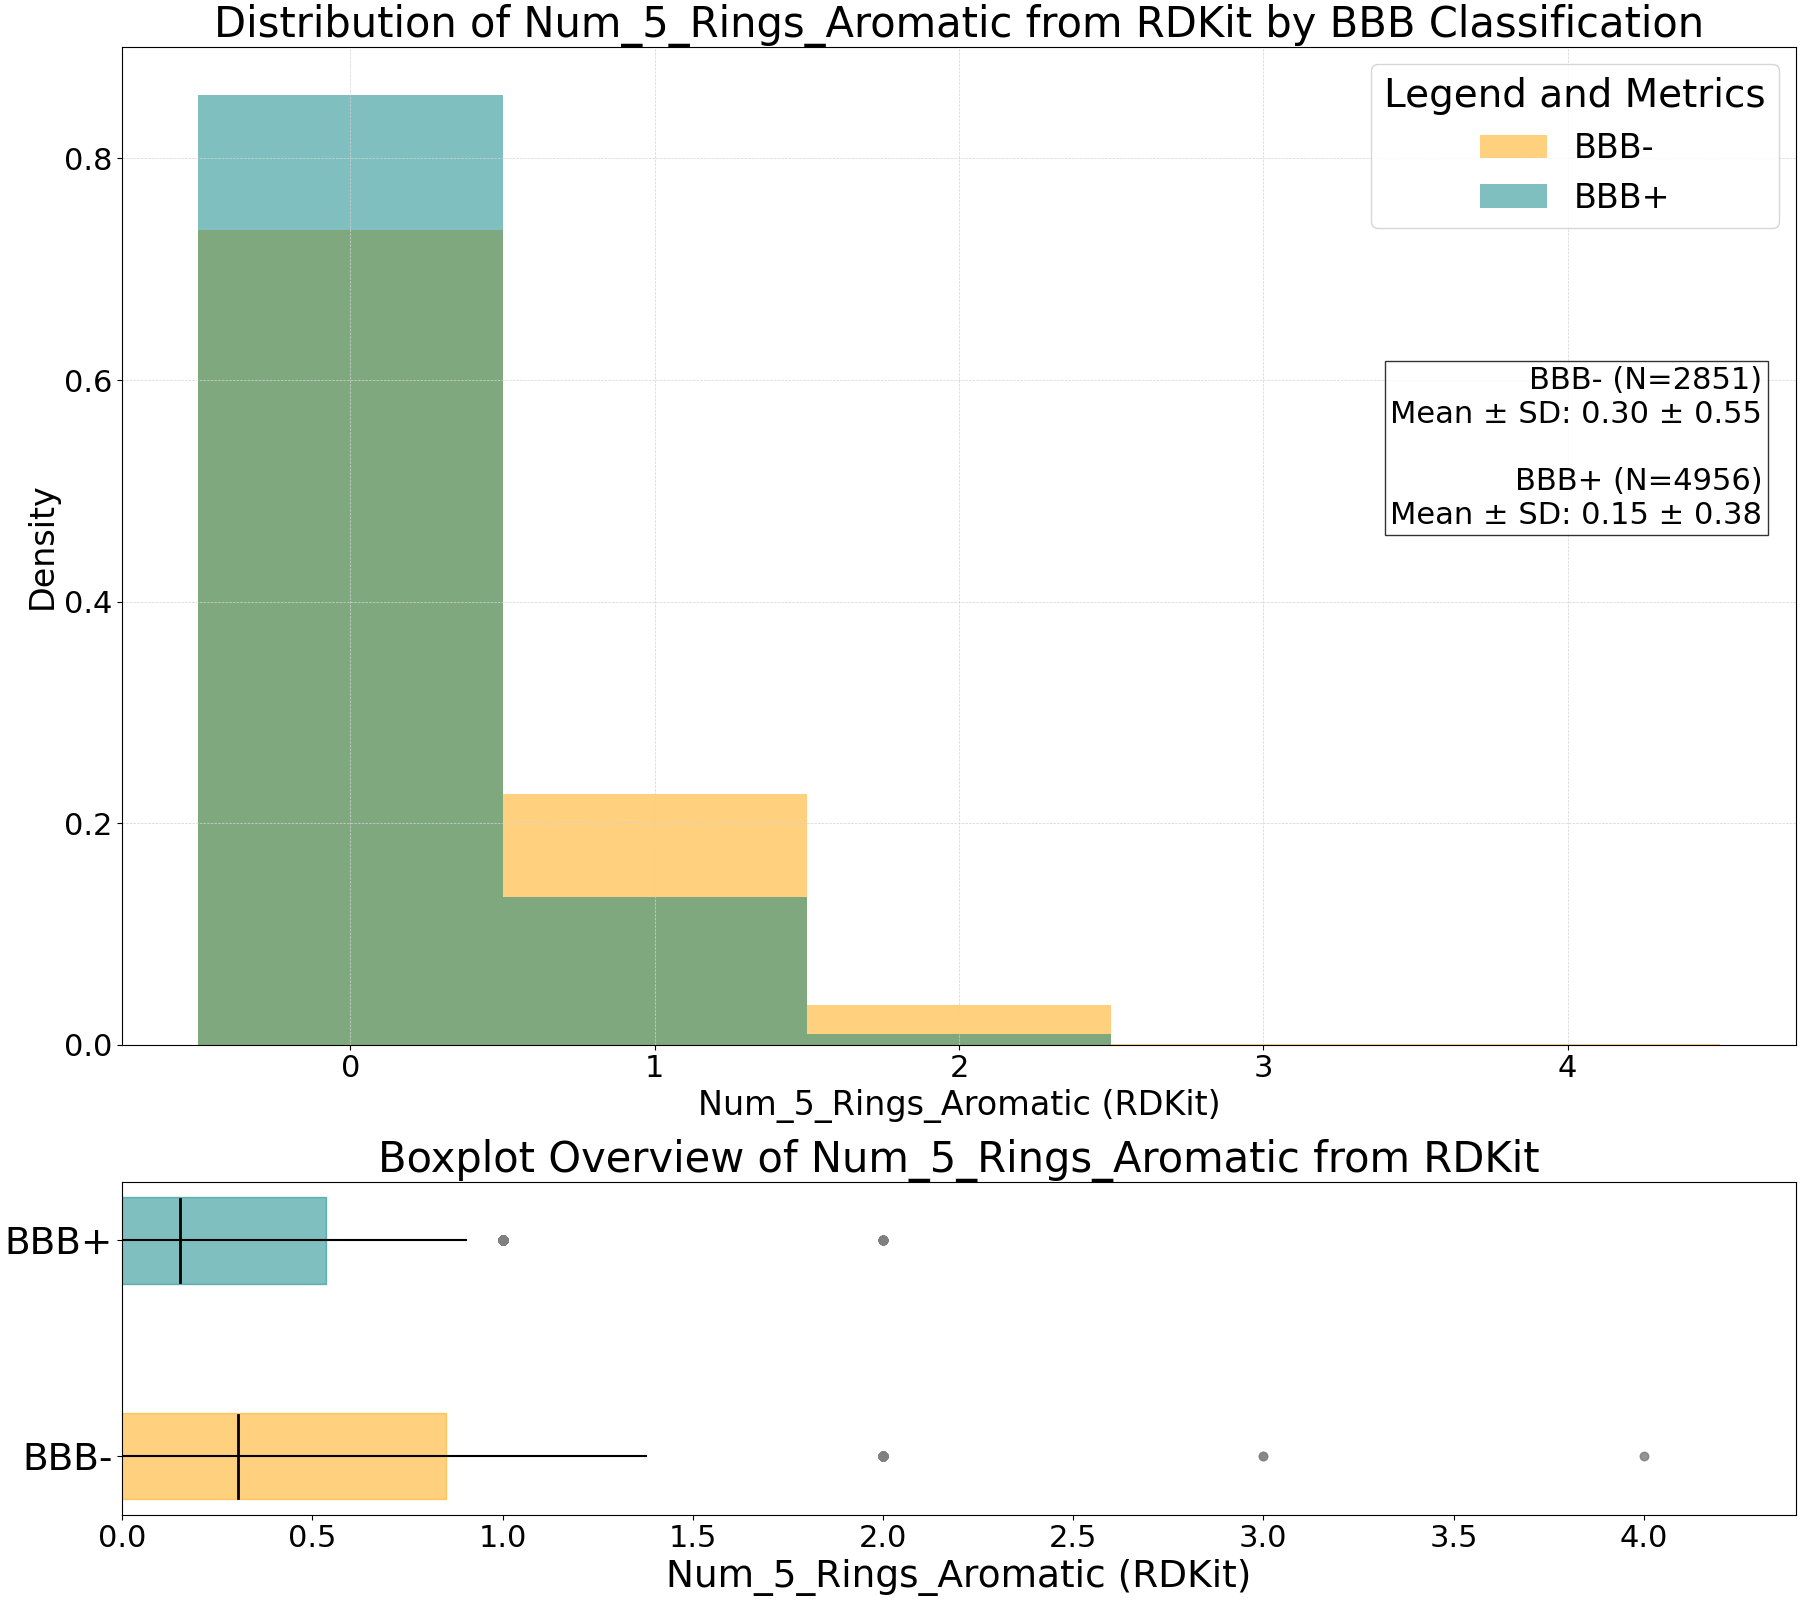 Distribution of Num_5_Rings_Aromatic from RDKit by BBB Classification
Legend and Metrics
BBB-
BBB+
BBB- (N=2851)
Mean ± SD: 0.30 ± 0.55
BBB+ (N=4956)
Mean ± SD: 0.15 ± 0.38
Density
0.8
0.6
0.4
0.2
0.0
0 1 2 3 4
Num_5_Rings_Aromatic (RDKit)
Boxplot Overview of Num_5_Rings_Aromatic from RDKit
BBB+
BBB-
0.0 0.5 1.0 1.5 2.0 2.5 3.0 3.5 4.0
Num_5_Rings_Aromatic (RDKit)